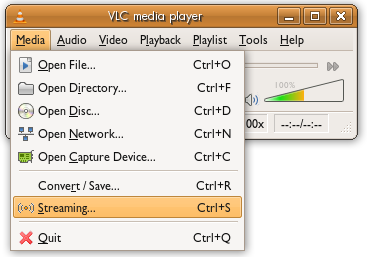 VLC media player
Media Audio Video Playback Playlist Tools Help
Open File... Ctrl+O
Open Directory... Ctrl+F
100%
Open Disc... Ctrl+D
Open Network... Ctrl+N
00x --:--/--:--
Open Capture Device... Ctrl+C
Convert / Save... Ctrl+R
Streaming... Ctrl+S
Quit Ctrl+Q